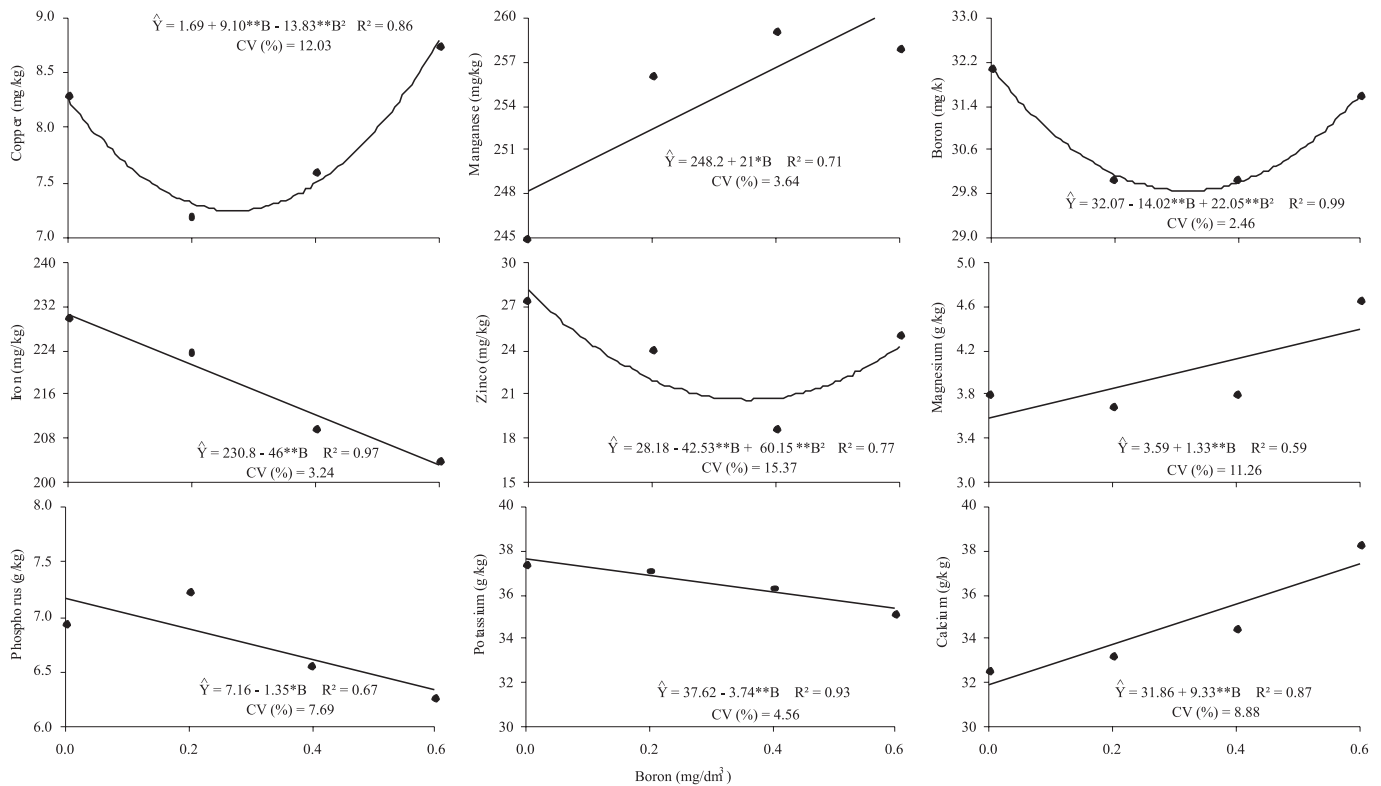 9.0
8.5
8.0
7.5
7.0
Copper (mg/kg)
Ŷ = 1.69 + 9.10**B - 13.83**B² R² = 0.86
CV (%) = 12.03
260
257
254
251
248
245
Manganese (mg/kg)
Ŷ = 248.2 + 21*B R² = 0.71
CV (%) = 3.64
33.0
32.2
31.4
30.6
29.8
29.0
Boron (mg/k)
Ŷ = 32.07 - 14.02**B + 22.05**B² R² = 0.99
CV (%) = 2.46
240
232
224
216
208
200
Iron (mg/kg)
Ŷ = 230.8 - 46**B R² = 0.97
CV (%) = 3.24
30
27
24
21
18
15
Zinco (mg/kg)
Ŷ = 28.18 - 42.53**B + 60.15 **B² R² = 0.77
CV (%) = 15.37
5.0
4.6
4.2
3.8
3.4
3.0
Magnesium (g/kg)
Ŷ = 3.59 + 1.33**B R² = 0.59
CV (%) = 11.26
8.0
7.5
7.0
6.5
6.0
Phosphorus (g/kg)
Ŷ = 7.16 - 1.35*B R² = 0.67
CV (%) = 7.69
0.0 0.2 0.4 0.6
40
38
36
34
32
30
Potassium (g/kg)
Ŷ = 37.62 - 3.74**B R² = 0.93
CV (%) = 4.56
0.0 0.2 0.4 0.6
40
38
36
34
32
30
Calcium (g/kg)
Ŷ = 31.86 + 9.33**B R² = 0.87
CV (%) = 8.88
0.0 0.2 0.4 0.6
Boron (mg/dm³)